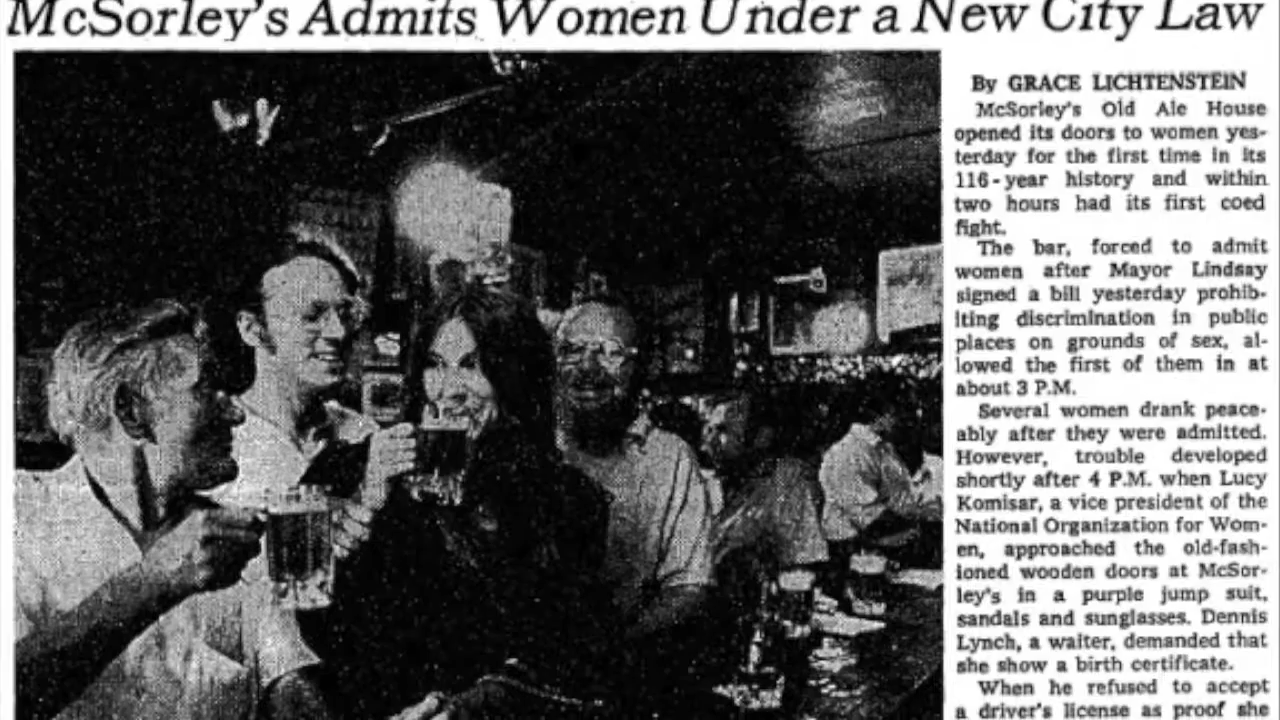 McSorley's Admits Women Under a New City Law
By GRACE LICHTENSTEIN
McSorley's Old Ale House
opened its doors to women yes-
terday for the first time in its
116-year history and within
two hours had its first coed
fight.
The bar, forced to admit
women after Mayor Lindsay
signed a bill yesterday prohib-
iting discrimination in public
places on grounds of sex, al-
lowed the first of them in at
about 3 P.M.
Several women drank peace-
ably after they were admitted.
However, trouble developed
shortly after 4 P.M. when Lucy
Komisar, a vice president of the
National Organization for Wom-
en, approached the old-fash-
ioned wooden doors at McSor-
ley's in a purple jump suit,
sandals and sunglasses. Dennis
Lynch, a waiter, demanded that
she show a birth certificate.
When he refused to accept
a driver's license as proof she